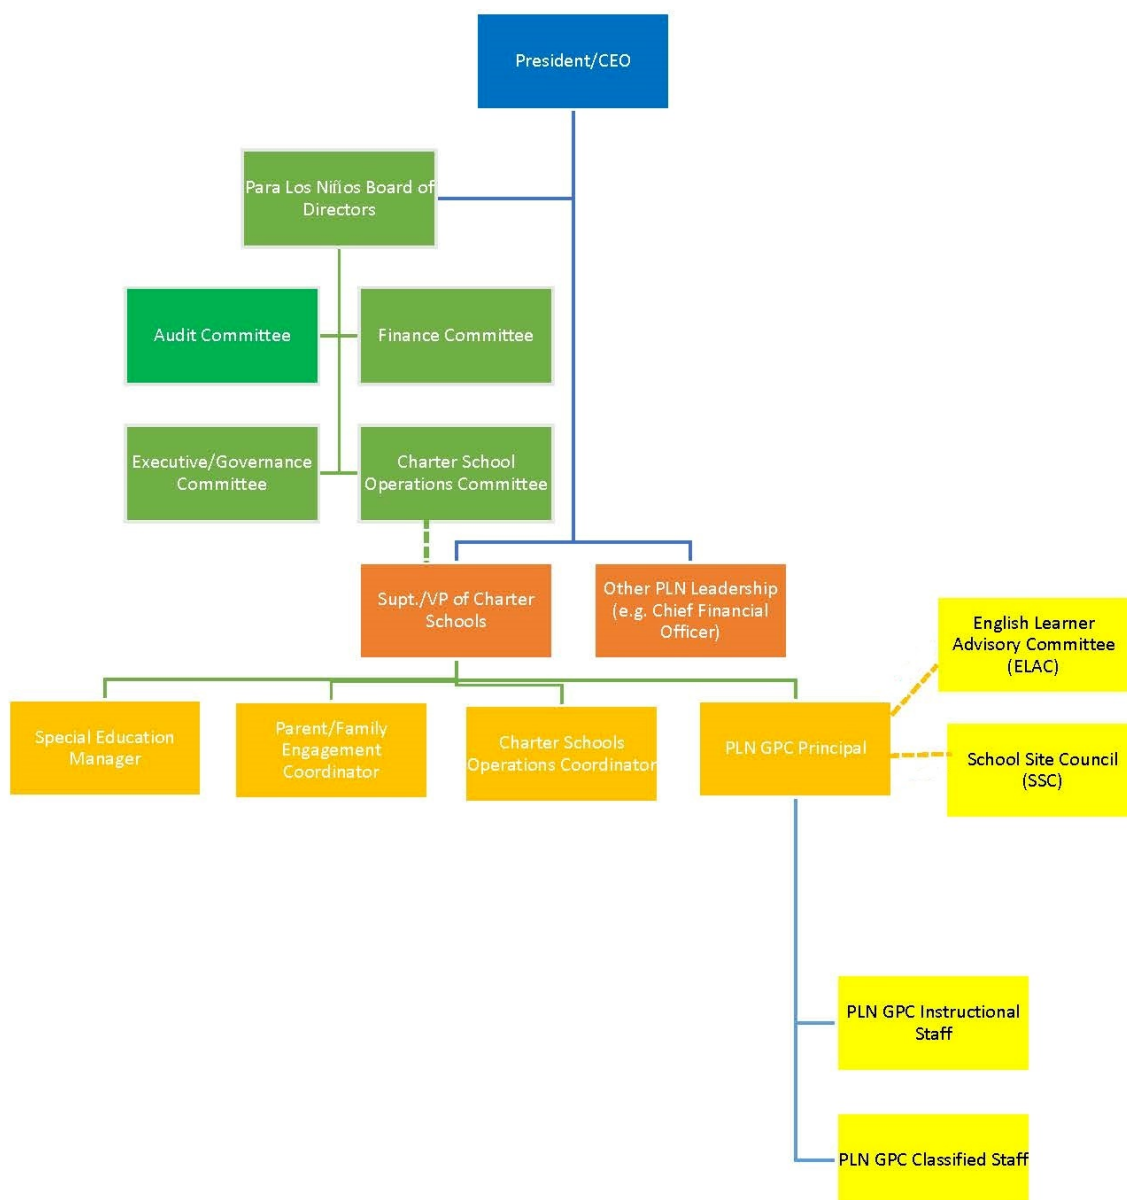 President/CEO
Para Los Niños Board of
Directors
Audit Committee
Finance Committee
Executive/Governance
Committee
Charter School
Operations Committee
Supt./VP of Charter
Schools
Other PLN Leadership
(e.g. Chief Financial
Officer)
English Learner
Advisory Committee
(ELAC)
Special Education
Manager
Parent/Family
Engagement
Coordinator
Charter Schools
Operations Coordinator
PLN GPC Principal
School Site Council
(SSC)
PLN GPC Instructional
Staff
PLN GPC Classified Staff